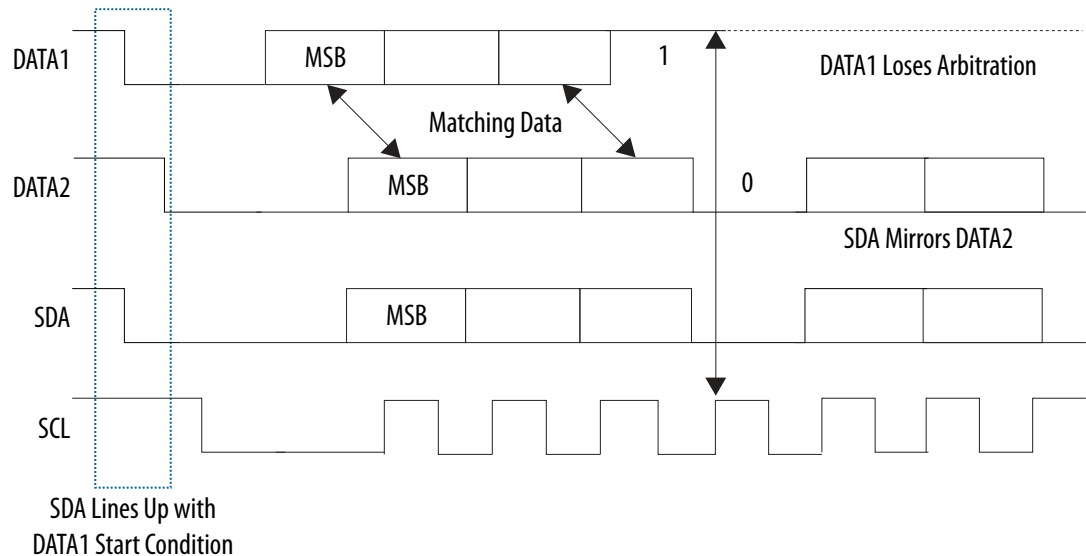 DATA1
MSB
1
DATA1 Loses Arbitration
Matching Data
DATA2
MSB
0
SDA Mirrors DATA2
SDA
MSB
SCL
SDA Lines Up with
DATA1 Start Condition